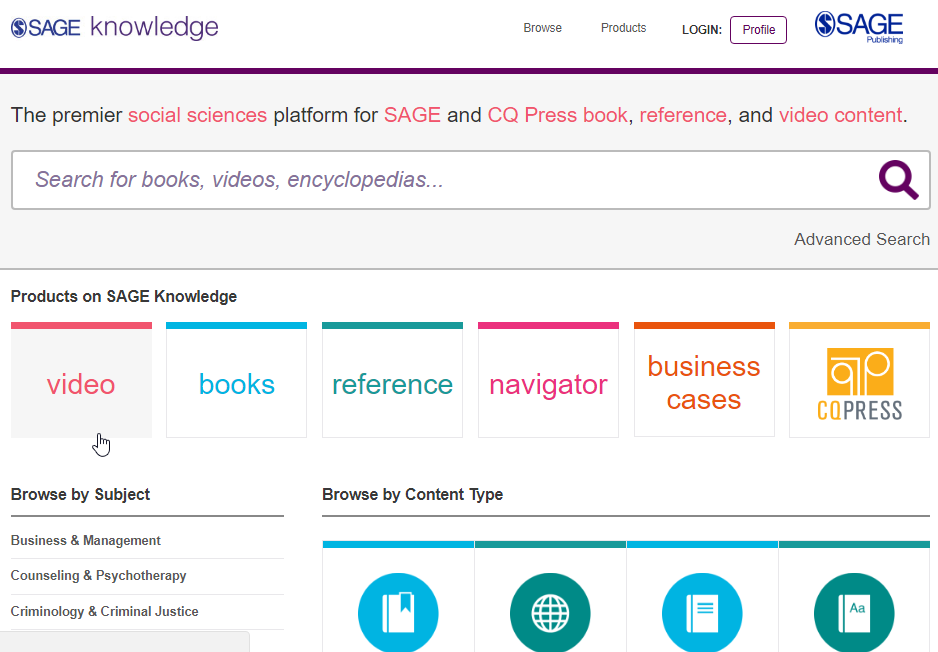 SAGE knowledge
Browse Products LOGIN: Profile
SAGE Publishing
The premier social sciences platform for SAGE and CQ Press book, reference, and video content.
Search for books, videos, encyclopedias...
Advanced Search
Products on SAGE Knowledge
video
books
reference
navigator
business
cases
CQPRESS
Browse by Subject
Business & Management
Counseling & Psychotherapy
Criminology & Criminal Justice
Browse by Content Type
Aa